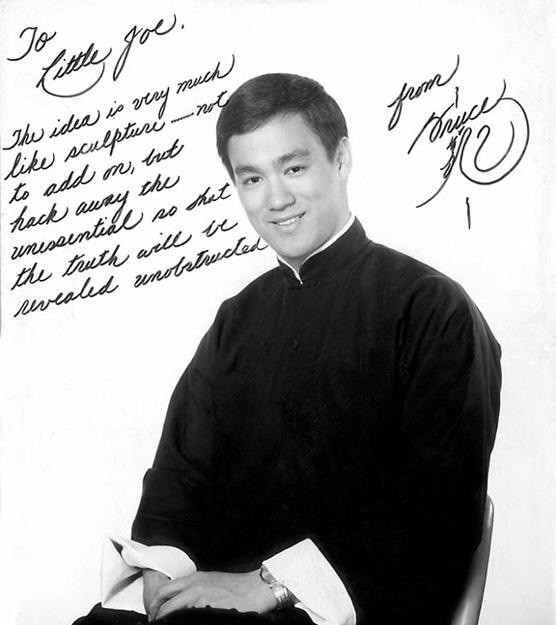 To
Little Joe.
The idea is very much
like sculpture — not
to add on, but
hack away the
unessential so that
the truth will be
revealed unobstructed
from
Bruce